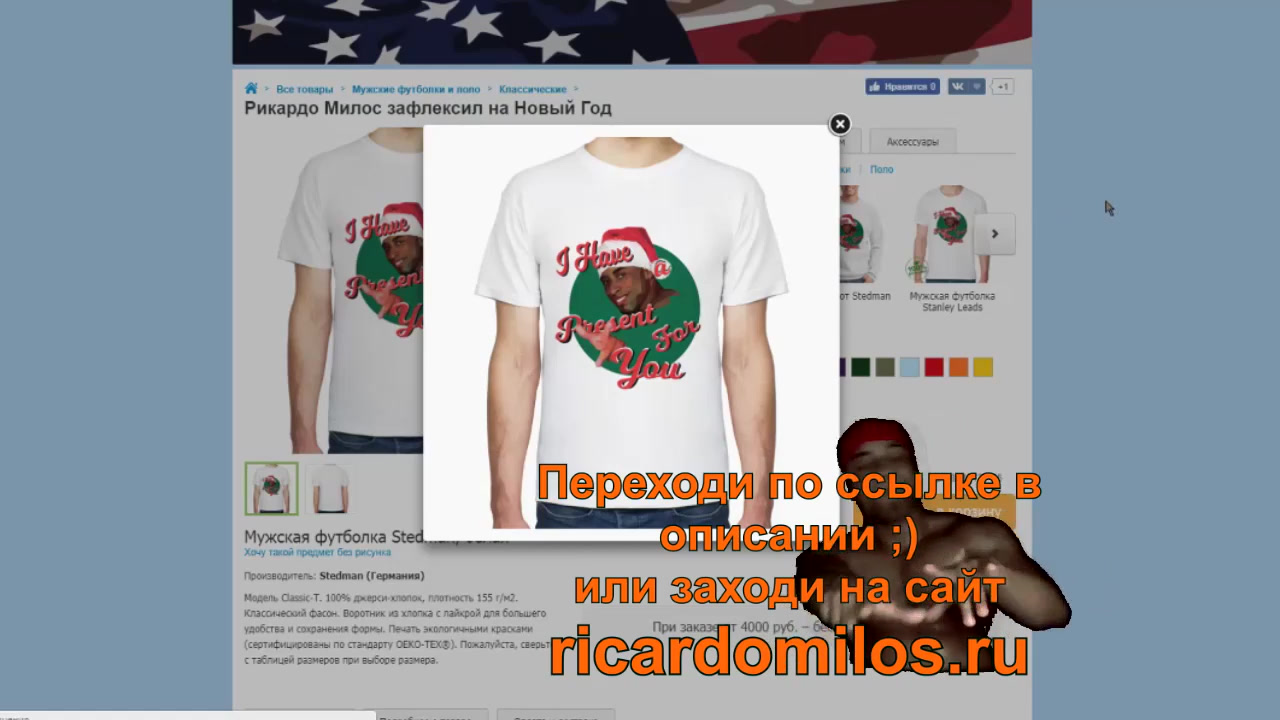 Все товары > Мужские футболки и поло > Классические >
Нравится 0
+1
Рикардо Милос зафлексил на Новый Год
Аксессуары
Поло
I Have
a
Present
For
You
I Have
Present
от Stedman
Мужская футболка
Stanley Leads
Переходи по ссылке в
описании ;)
или заходи на сайт
ricardomilos.ru
корзину
Мужская футболка
Хочу такой предмет без рисунка
Производитель: Stedman (Германия)
Модель Classic-T. 100% джерси-хлопок, плотность 155 г/м2.
Классический фасон. Воротник из хлопка с лайкрой для большего
удобства и сохранения формы. Печать экологичными красками
(сертифицированы по стандарту OEKO-TEX®). Пожалуйста, сверьт
с таблицей размеров при выборе размера.
При заказе от 4000 руб. –